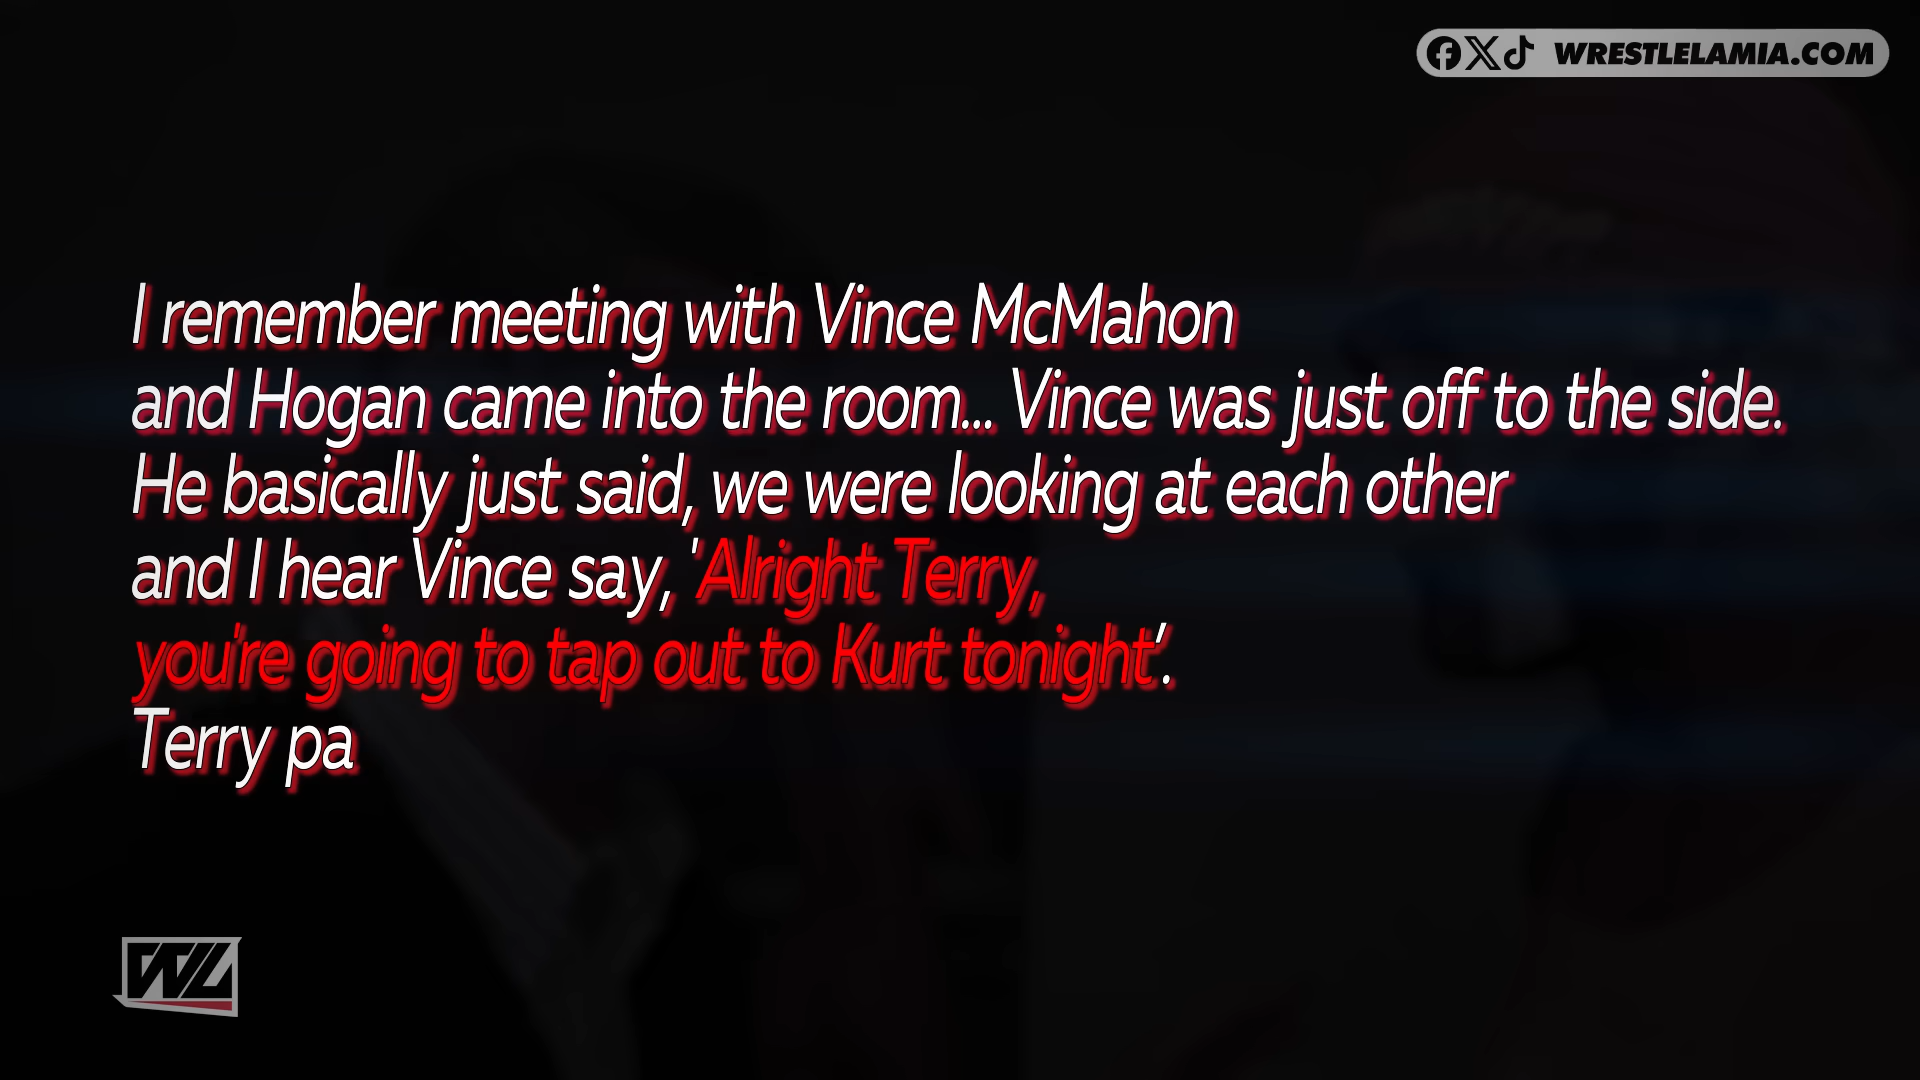 WRESTLELAMIA.COM
I remember meeting with Vince McMahon
and Hogan came into the room... Vince was just off to the side.
He basically just said, we were looking at each other
and I hear Vince say, 'Alright Terry,
you're going to tap out to Kurt tonight'.
Terry pa
WL